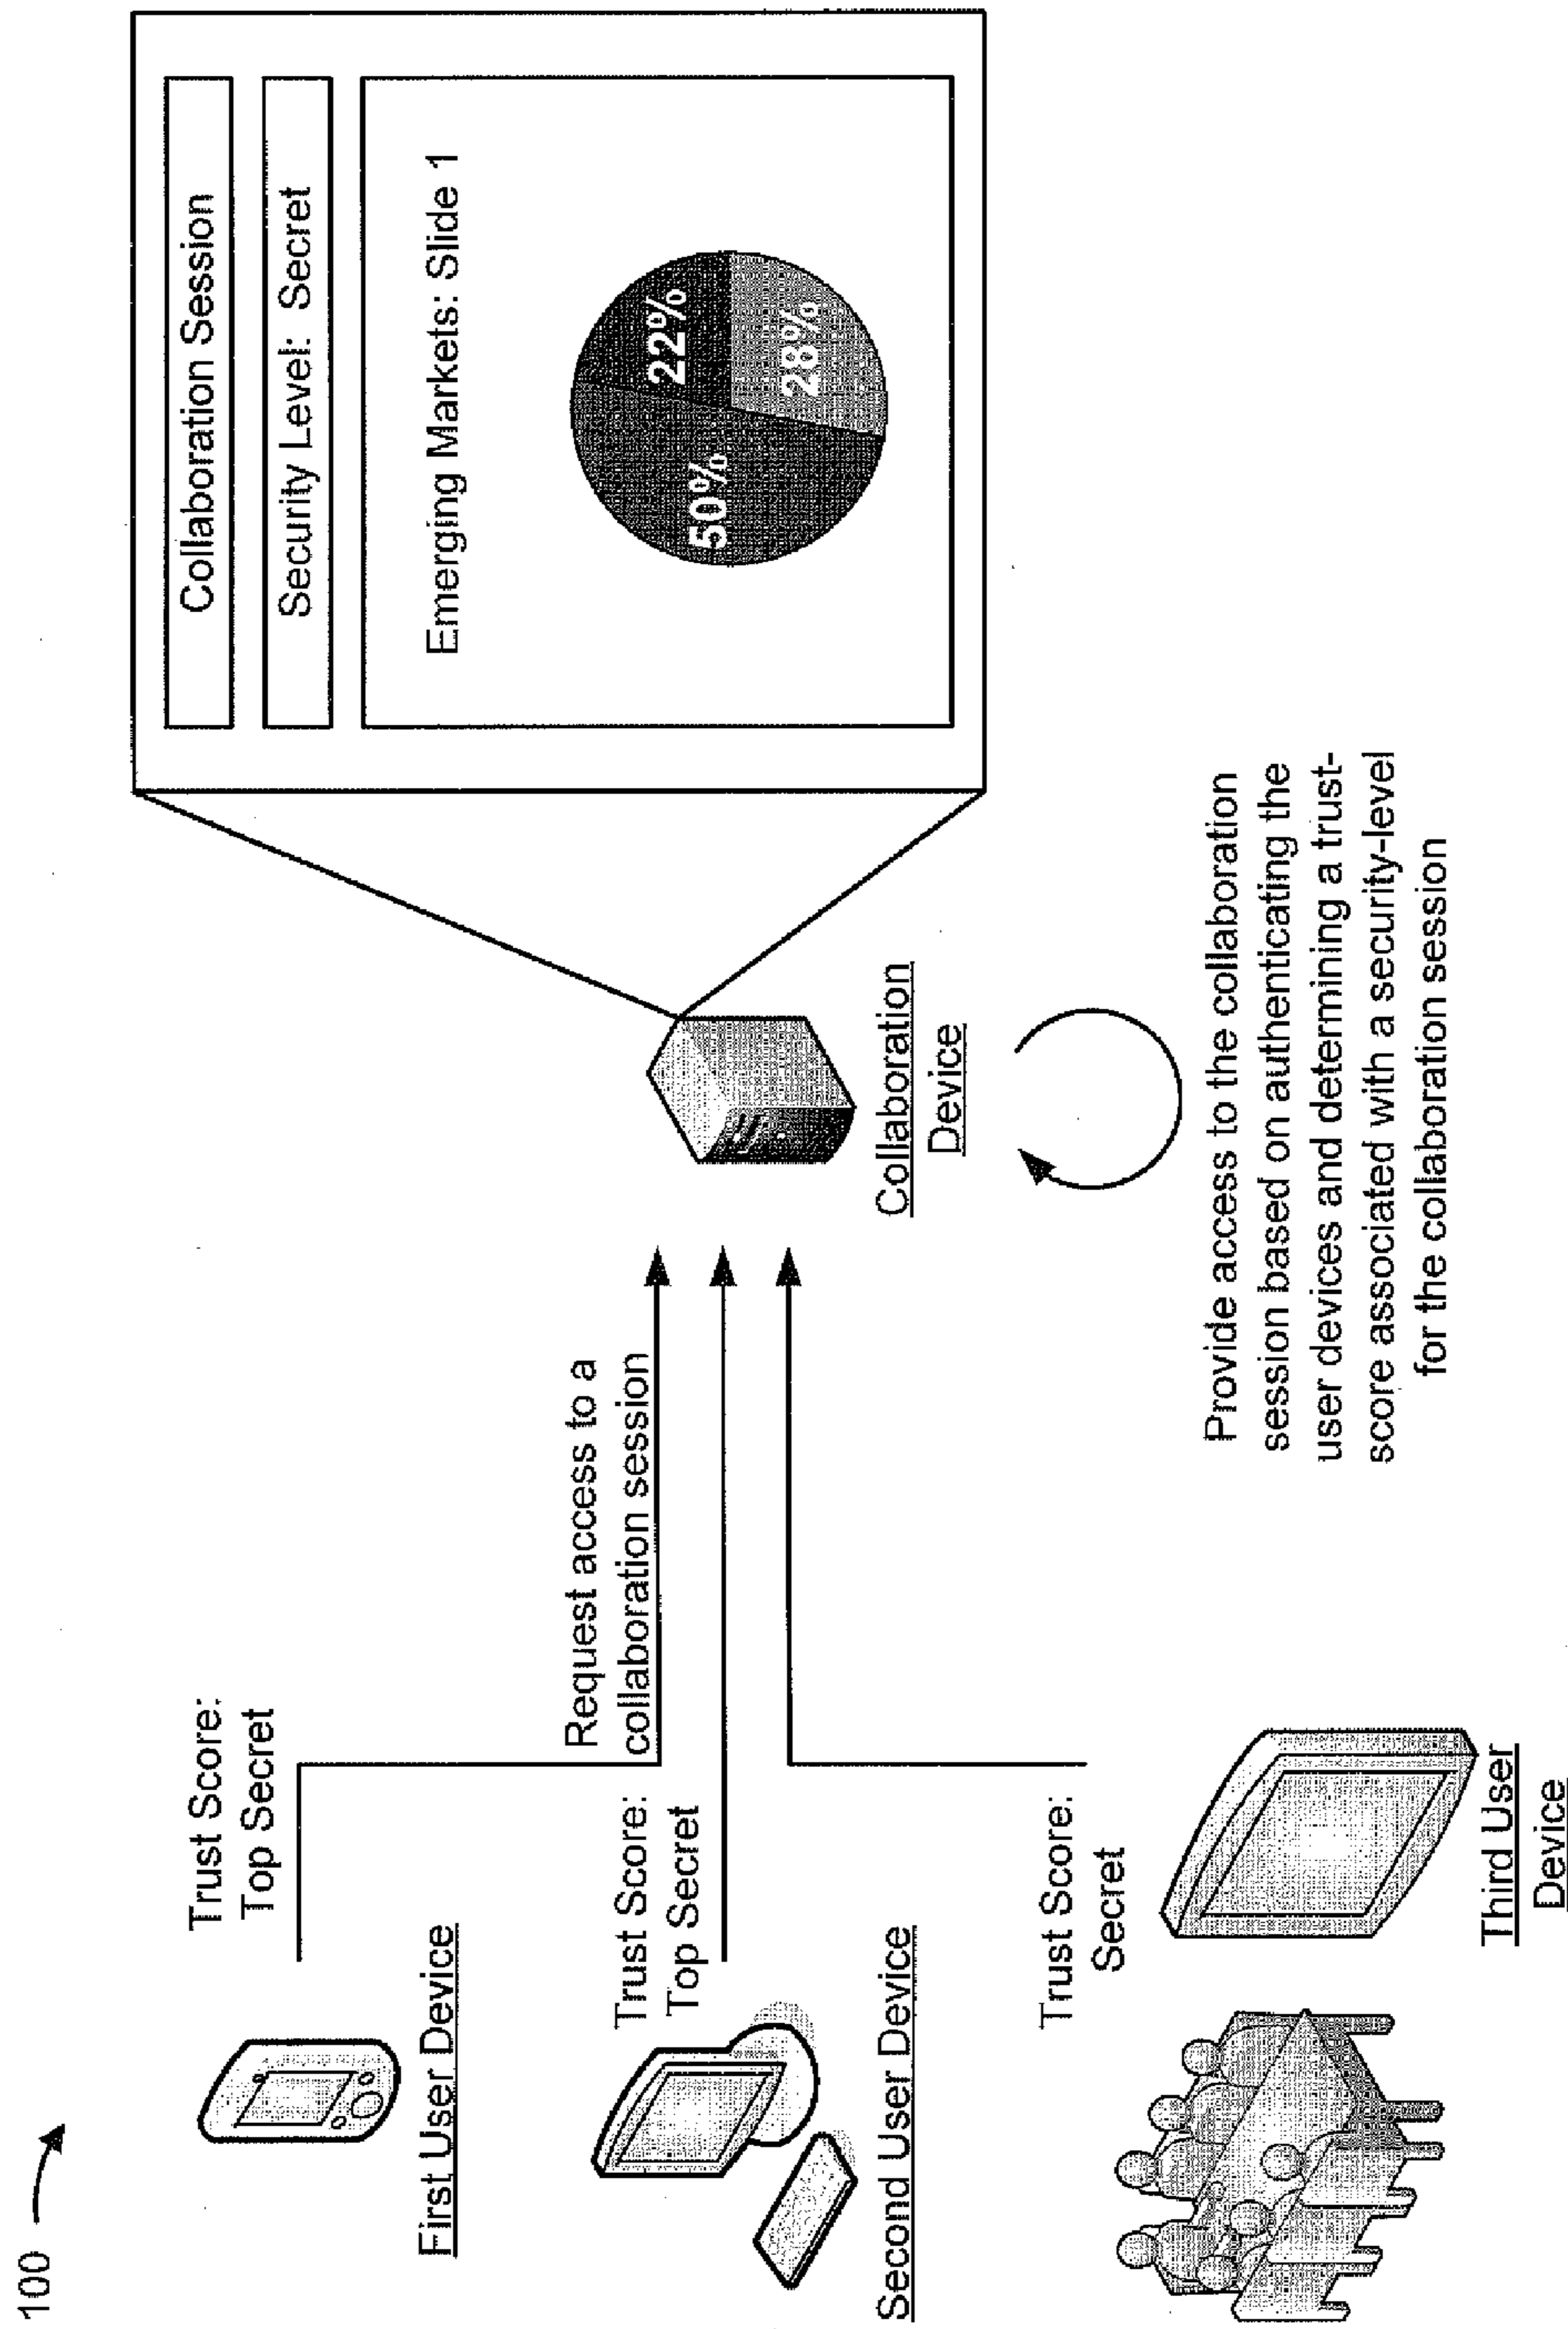 100
Trust Score:
Top Secret
First User Device
Trust Score:
Top Secret
Second User Device
Trust Score:
Secret
Third User
Device
Request access to a
collaboration session
Collaboration
Device
Provide access to the collaboration
session based on authenticating the
user devices and determining a trust-
score associated with a security-level
for the collaboration session
Collaboration Session
Security Level: Secret
Emerging Markets: Slide 1
50%
22%
28%